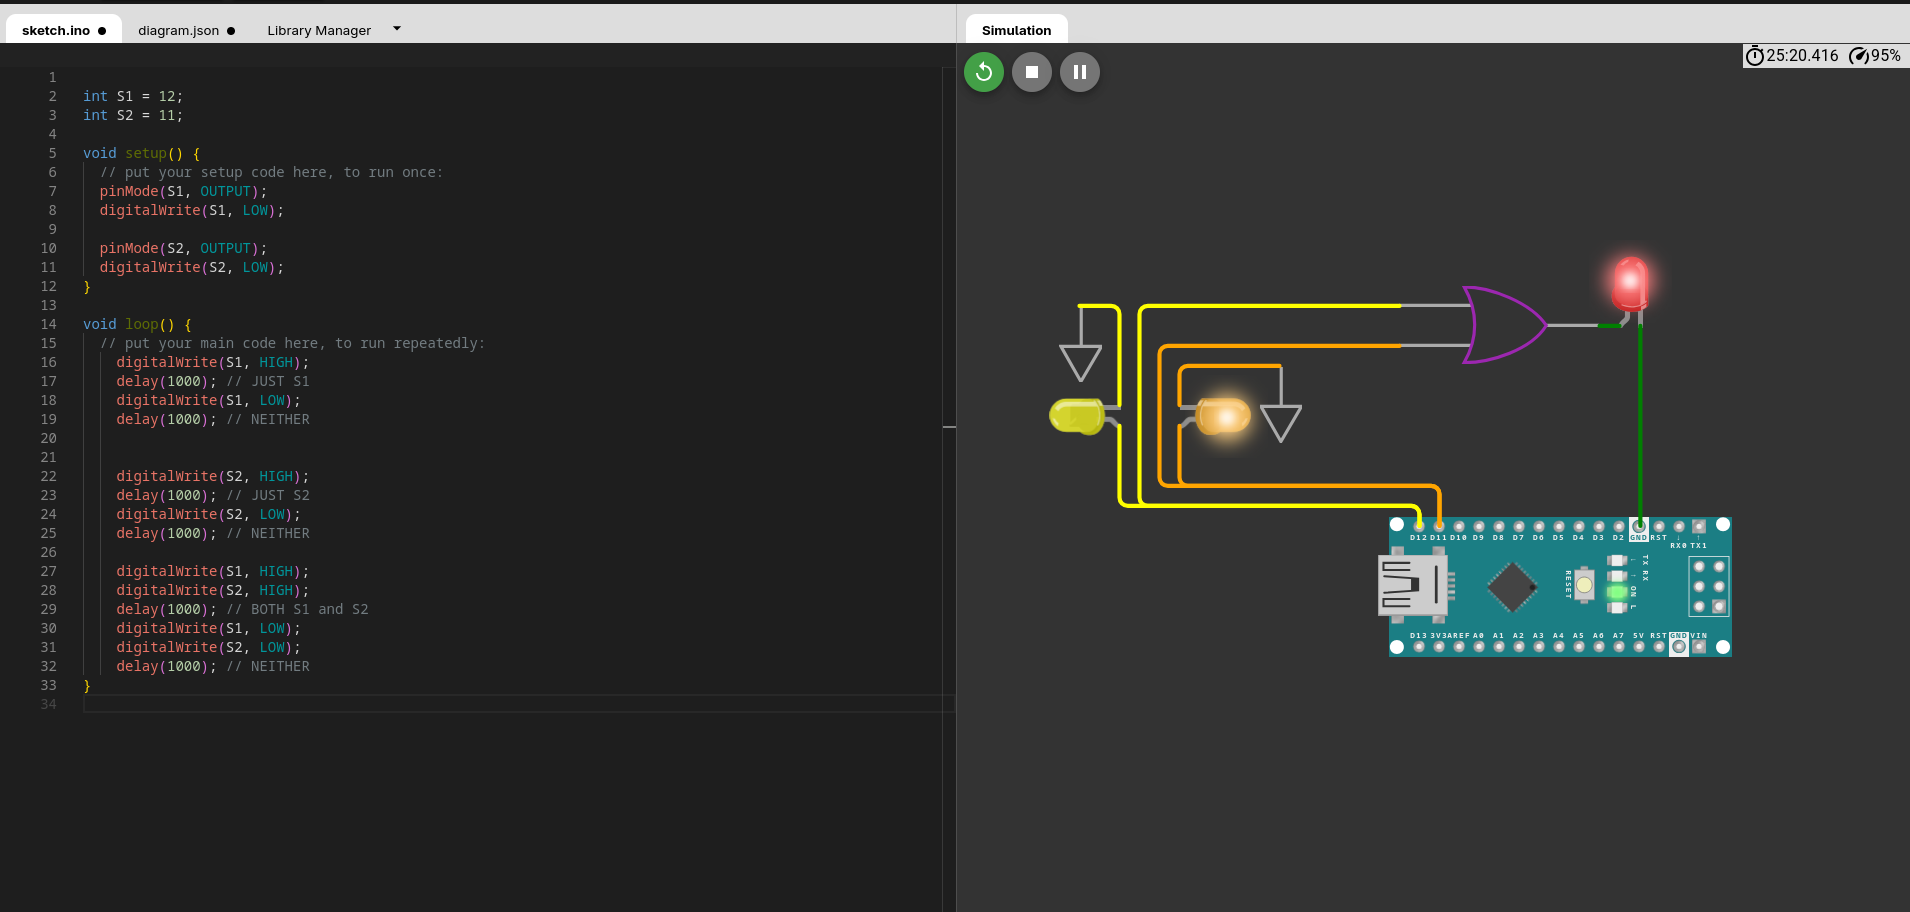 sketch.ino ● diagram.json ● Library Manager
Simulation
25:20.416 95%
1
2 int S1 = 12;
3 int S2 = 11;
4
5 void setup() {
6 // put your setup code here, to run once:
7 pinMode(S1, OUTPUT);
8 digitalWrite(S1, LOW);
9
10 pinMode(S2, OUTPUT);
11 digitalWrite(S2, LOW);
12 }
13
14 void loop() {
15 // put your main code here, to run repeatedly:
16 digitalWrite(S1, HIGH);
17 delay(1000); // JUST S1
18 digitalWrite(S1, LOW);
19 delay(1000); // NEITHER
20
21
22 digitalWrite(S2, HIGH);
23 delay(1000); // JUST S2
24 digitalWrite(S2, LOW);
25 delay(1000); // NEITHER
26
27 digitalWrite(S1, HIGH);
28 digitalWrite(S2, HIGH);
29 delay(1000); // BOTH S1 and S2
30 digitalWrite(S1, LOW);
31 digitalWrite(S2, LOW);
32 delay(1000); // NEITHER
33 }
34
D12 D11 D10 D9 D8 D7 D6 D5 D4 D3 D2 GND RST
RX0 TX1
RESET
TX RX
ON L
D13 3V3 AREF A0 A1 A2 A3 A4 A5 A6 A7 5V RST GND VIN